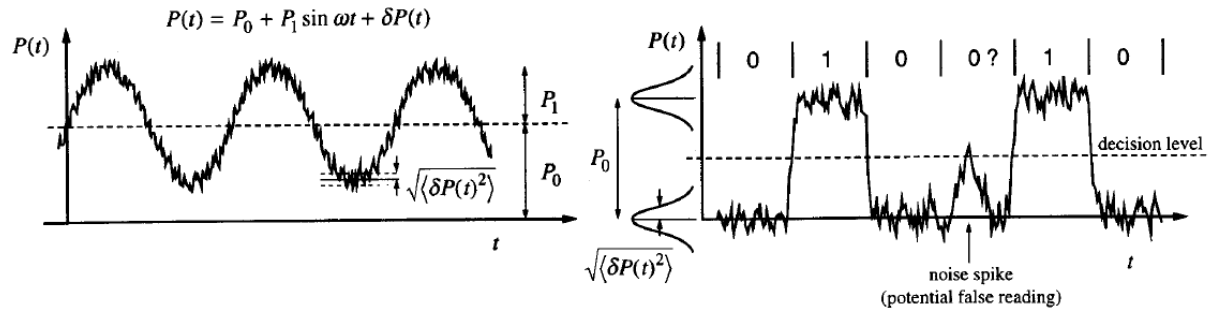 P(t) = P₀ + P₁ sin ωt + δP(t)
P(t)
P₁
P₀
√⟨δP(t)²⟩
t
P(t)
| 0 | 1 | 0 | 0? | 1 | 0 |
decision level
P₀
√⟨δP(t)²⟩
t
noise spike
(potential false reading)